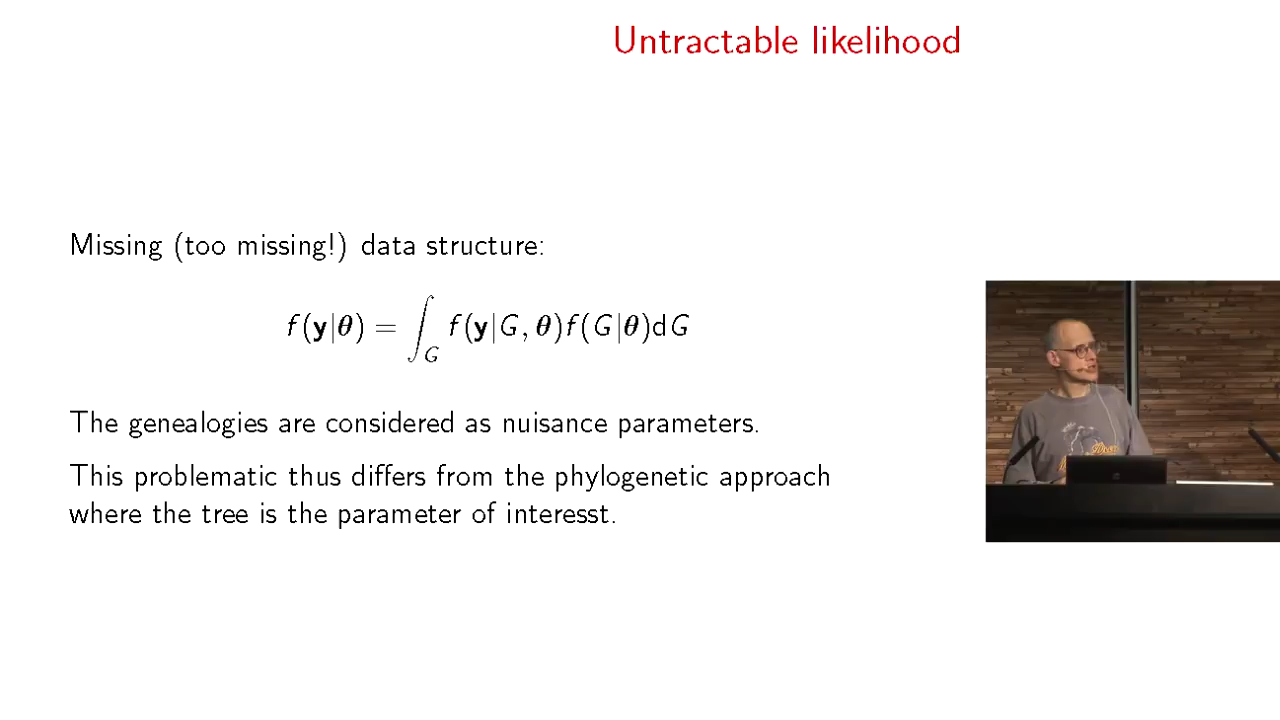 Untractable likelihood
Missing (too missing!) data structure:
f(y|θ) = ∫_G f(y|G, θ)f(G|θ)dG
The genealogies are considered as nuisance parameters.
This problematic thus differs from the phylogenetic approach
where the tree is the parameter of interesst.